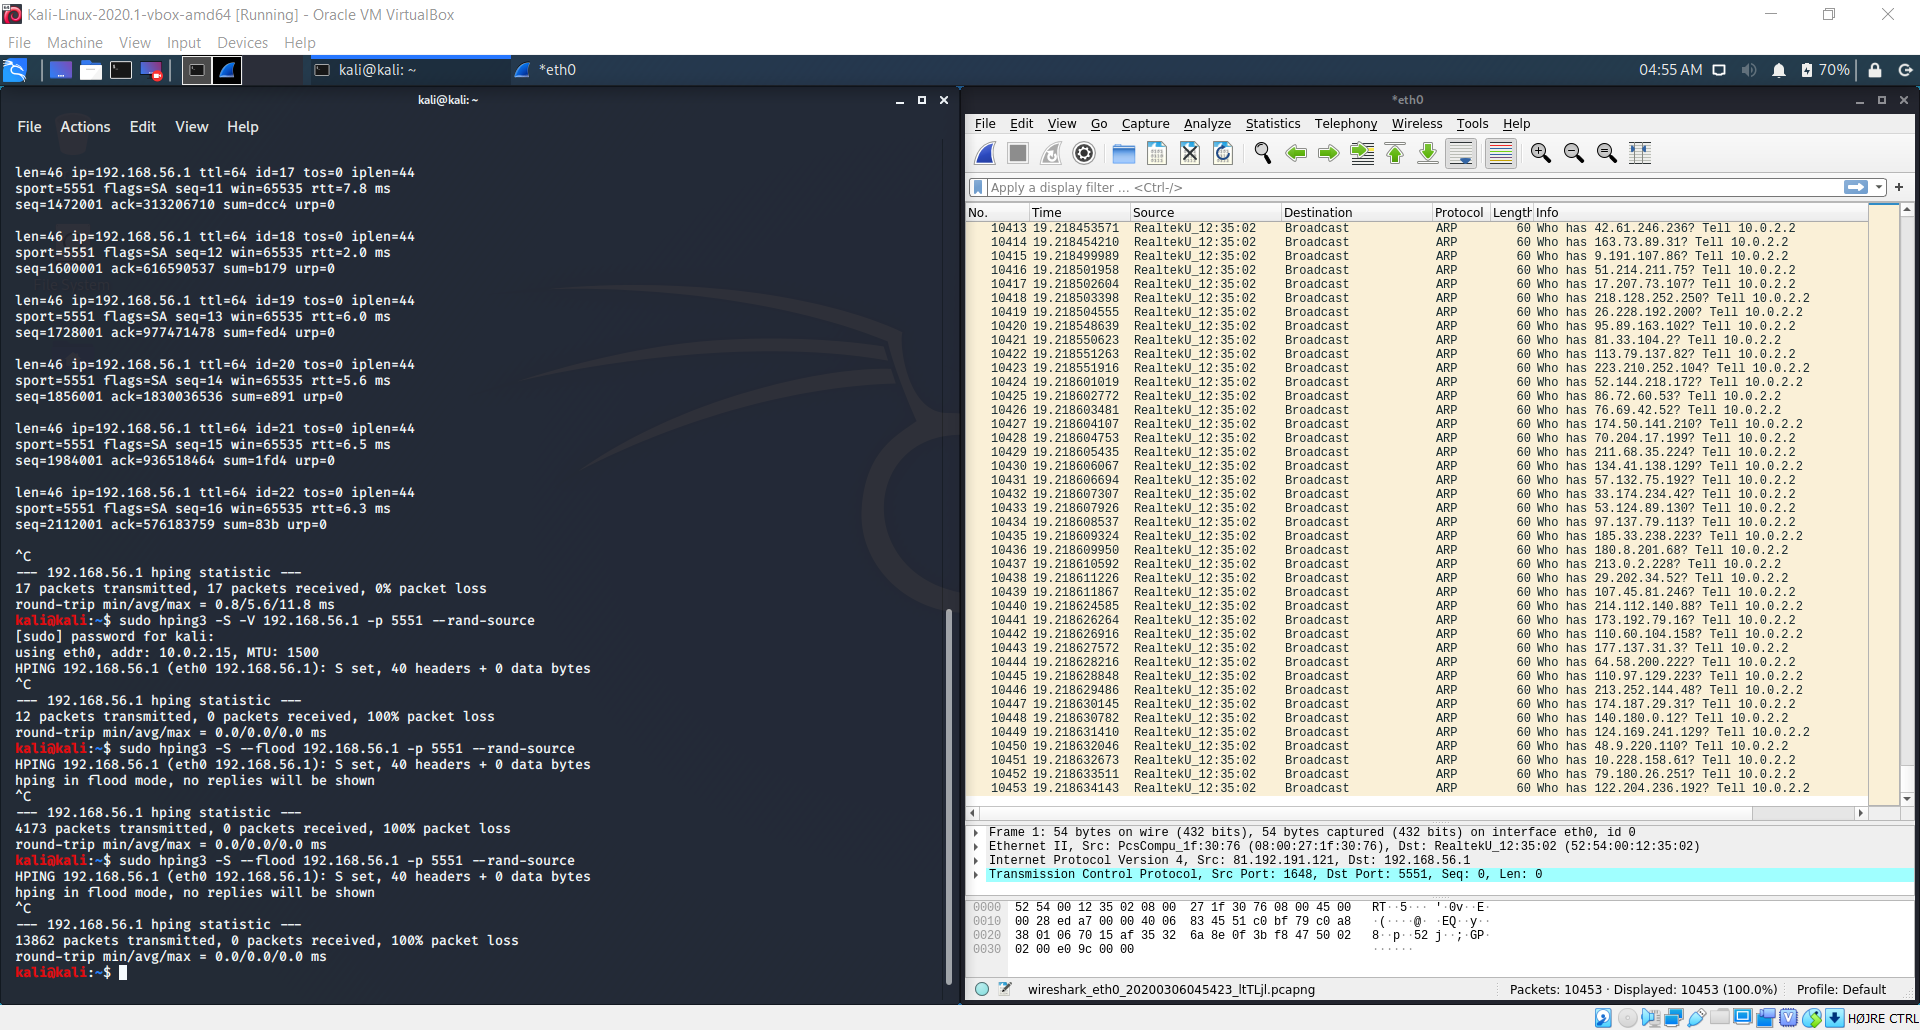 Kali-Linux-2020.1-vbox-amd64 [Running] - Oracle VM VirtualBox
File Machine View Input Devices Help
kali@kali: ~
*eth0
04:55 AM
70%
kali@kali:~
File Actions Edit View Help
len=46 ip=192.168.56.1 ttl=64 id=17 tos=0 iplen=44
sport=5551 flags=SA seq=11 win=65535 rtt=7.8 ms
seq=1472001 ack=313206710 sum=dcc4 urp=0
len=46 ip=192.168.56.1 ttl=64 id=18 tos=0 iplen=44
sport=5551 flags=SA seq=12 win=65535 rtt=2.0 ms
seq=1600001 ack=616590537 sum=b179 urp=0
len=46 ip=192.168.56.1 ttl=64 id=19 tos=0 iplen=44
sport=5551 flags=SA seq=13 win=65535 rtt=6.0 ms
seq=1728001 ack=977471478 sum=fed4 urp=0
len=46 ip=192.168.56.1 ttl=64 id=20 tos=0 iplen=44
sport=5551 flags=SA seq=14 win=65535 rtt=5.6 ms
seq=1856001 ack=1830036536 sum=e891 urp=0
len=46 ip=192.168.56.1 ttl=64 id=21 tos=0 iplen=44
sport=5551 flags=SA seq=15 win=65535 rtt=6.5 ms
seq=1984001 ack=936518464 sum=1fd4 urp=0
len=46 ip=192.168.56.1 ttl=64 id=22 tos=0 iplen=44
sport=5551 flags=SA seq=16 win=65535 rtt=6.3 ms
seq=2112001 ack=576183759 sum=83b urp=0
^C
--- 192.168.56.1 hping statistic ---
17 packets transmitted, 17 packets received, 0% packet loss
round-trip min/avg/max = 0.8/5.6/11.8 ms
kali@kali:~$ sudo hping3 -S -V 192.168.56.1 -p 5551 --rand-source
[sudo] password for kali:
using eth0, addr: 10.0.2.15, MTU: 1500
HPING 192.168.56.1 (eth0 192.168.56.1): S set, 40 headers + 0 data bytes
^C
--- 192.168.56.1 hping statistic ---
12 packets transmitted, 0 packets received, 100% packet loss
round-trip min/avg/max = 0.0/0.0/0.0 ms
kali@kali:~$ sudo hping3 -S --flood 192.168.56.1 -p 5551 --rand-source
HPING 192.168.56.1 (eth0 192.168.56.1): S set, 40 headers + 0 data bytes
hping in flood mode, no replies will be shown
^C
--- 192.168.56.1 hping statistic ---
4173 packets transmitted, 0 packets received, 100% packet loss
round-trip min/avg/max = 0.0/0.0/0.0 ms
kali@kali:~$ sudo hping3 -S --flood 192.168.56.1 -p 5551 --rand-source
HPING 192.168.56.1 (eth0 192.168.56.1): S set, 40 headers + 0 data bytes
hping in flood mode, no replies will be shown
^C
--- 192.168.56.1 hping statistic ---
13862 packets transmitted, 0 packets received, 100% packet loss
round-trip min/avg/max = 0.0/0.0/0.0 ms
kali@kali:~$
*eth0
File Edit View Go Capture Analyze Statistics Telephony Wireless Tools Help
Apply a display filter ... <Ctrl-/>
No. Time Source Destination Protocol Length Info
10413 19.218453571 RealtekU_12:35:02 Broadcast ARP 60 Who has 42.61.246.236? Tell 10.0.2.2
10414 19.218454210 RealtekU_12:35:02 Broadcast ARP 60 Who has 163.73.89.31? Tell 10.0.2.2
10415 19.218499989 RealtekU_12:35:02 Broadcast ARP 60 Who has 9.191.107.86? Tell 10.0.2.2
10416 19.218501958 RealtekU_12:35:02 Broadcast ARP 60 Who has 51.214.211.75? Tell 10.0.2.2
10417 19.218502604 RealtekU_12:35:02 Broadcast ARP 60 Who has 17.207.73.107? Tell 10.0.2.2
10418 19.218503398 RealtekU_12:35:02 Broadcast ARP 60 Who has 218.128.252.250? Tell 10.0.2.2
10419 19.218504555 RealtekU_12:35:02 Broadcast ARP 60 Who has 26.228.192.200? Tell 10.0.2.2
10420 19.218548639 RealtekU_12:35:02 Broadcast ARP 60 Who has 95.89.163.102? Tell 10.0.2.2
10421 19.218550623 RealtekU_12:35:02 Broadcast ARP 60 Who has 81.33.104.2? Tell 10.0.2.2
10422 19.218551263 RealtekU_12:35:02 Broadcast ARP 60 Who has 113.79.137.82? Tell 10.0.2.2
10423 19.218551916 RealtekU_12:35:02 Broadcast ARP 60 Who has 223.210.252.104? Tell 10.0.2.2
10424 19.218601019 RealtekU_12:35:02 Broadcast ARP 60 Who has 52.144.218.172? Tell 10.0.2.2
10425 19.218602772 RealtekU_12:35:02 Broadcast ARP 60 Who has 86.72.60.53? Tell 10.0.2.2
10426 19.218603481 RealtekU_12:35:02 Broadcast ARP 60 Who has 76.69.42.52? Tell 10.0.2.2
10427 19.218604107 RealtekU_12:35:02 Broadcast ARP 60 Who has 174.50.141.210? Tell 10.0.2.2
10428 19.218604753 RealtekU_12:35:02 Broadcast ARP 60 Who has 70.204.17.199? Tell 10.0.2.2
10429 19.218605435 RealtekU_12:35:02 Broadcast ARP 60 Who has 211.68.35.224? Tell 10.0.2.2
10430 19.218606067 RealtekU_12:35:02 Broadcast ARP 60 Who has 134.41.138.129? Tell 10.0.2.2
10431 19.218606694 RealtekU_12:35:02 Broadcast ARP 60 Who has 57.132.75.192? Tell 10.0.2.2
10432 19.218607307 RealtekU_12:35:02 Broadcast ARP 60 Who has 33.174.234.42? Tell 10.0.2.2
10433 19.218607926 RealtekU_12:35:02 Broadcast ARP 60 Who has 53.124.89.130? Tell 10.0.2.2
10434 19.218608537 RealtekU_12:35:02 Broadcast ARP 60 Who has 97.137.79.113? Tell 10.0.2.2
10435 19.218609324 RealtekU_12:35:02 Broadcast ARP 60 Who has 185.33.238.223? Tell 10.0.2.2
10436 19.218609950 RealtekU_12:35:02 Broadcast ARP 60 Who has 180.8.201.68? Tell 10.0.2.2
10437 19.218610592 RealtekU_12:35:02 Broadcast ARP 60 Who has 213.0.2.228? Tell 10.0.2.2
10438 19.218611226 RealtekU_12:35:02 Broadcast ARP 60 Who has 29.202.34.52? Tell 10.0.2.2
10439 19.218611867 RealtekU_12:35:02 Broadcast ARP 60 Who has 107.45.81.246? Tell 10.0.2.2
10440 19.218624585 RealtekU_12:35:02 Broadcast ARP 60 Who has 214.112.140.88? Tell 10.0.2.2
10441 19.218626264 RealtekU_12:35:02 Broadcast ARP 60 Who has 173.192.79.16? Tell 10.0.2.2
10442 19.218626916 RealtekU_12:35:02 Broadcast ARP 60 Who has 110.60.104.158? Tell 10.0.2.2
10443 19.218627572 RealtekU_12:35:02 Broadcast ARP 60 Who has 177.137.31.3? Tell 10.0.2.2
10444 19.218628216 RealtekU_12:35:02 Broadcast ARP 60 Who has 64.58.200.222? Tell 10.0.2.2
10445 19.218628848 RealtekU_12:35:02 Broadcast ARP 60 Who has 110.97.129.223? Tell 10.0.2.2
10446 19.218629486 RealtekU_12:35:02 Broadcast ARP 60 Who has 213.252.144.48? Tell 10.0.2.2
10447 19.218630145 RealtekU_12:35:02 Broadcast ARP 60 Who has 174.187.29.31? Tell 10.0.2.2
10448 19.218630782 RealtekU_12:35:02 Broadcast ARP 60 Who has 140.180.0.12? Tell 10.0.2.2
10449 19.218631410 RealtekU_12:35:02 Broadcast ARP 60 Who has 124.169.241.129? Tell 10.0.2.2
10450 19.218632046 RealtekU_12:35:02 Broadcast ARP 60 Who has 48.9.220.110? Tell 10.0.2.2
10451 19.218632673 RealtekU_12:35:02 Broadcast ARP 60 Who has 10.228.158.61? Tell 10.0.2.2
10452 19.218633511 RealtekU_12:35:02 Broadcast ARP 60 Who has 79.180.26.251? Tell 10.0.2.2
10453 19.218634143 RealtekU_12:35:02 Broadcast ARP 60 Who has 122.204.236.192? Tell 10.0.2.2
Frame 1: 54 bytes on wire (432 bits), 54 bytes captured (432 bits) on interface eth0, id 0
Ethernet II, Src: PcsCompu_1f:30:76 (08:00:27:1f:30:76), Dst: RealtekU_12:35:02 (52:54:00:12:35:02)
Internet Protocol Version 4, Src: 81.192.191.121, Dst: 192.168.56.1
Transmission Control Protocol, Src Port: 1648, Dst Port: 5551, Seq: 0, Len: 0
0000 52 54 00 12 35 02 08 00 27 1f 30 76 08 00 45 00 RT··5··· '·0v··E·
0010 00 28 ed a7 00 00 40 06 83 45 51 c0 bf 79 c0 a8 ·(····@· ·EQ··y··
0020 38 01 06 70 15 af 35 32 6a 8e 0f 3b f8 47 50 02 8··p··52 j··;·GP·
0030 02 00 e0 9c 00 00 ······
wireshark_eth0_20200306045423_ltTLjl.pcapng
Packets: 10453 · Displayed: 10453 (100.0%)
Profile: Default
HØJRE CTRL